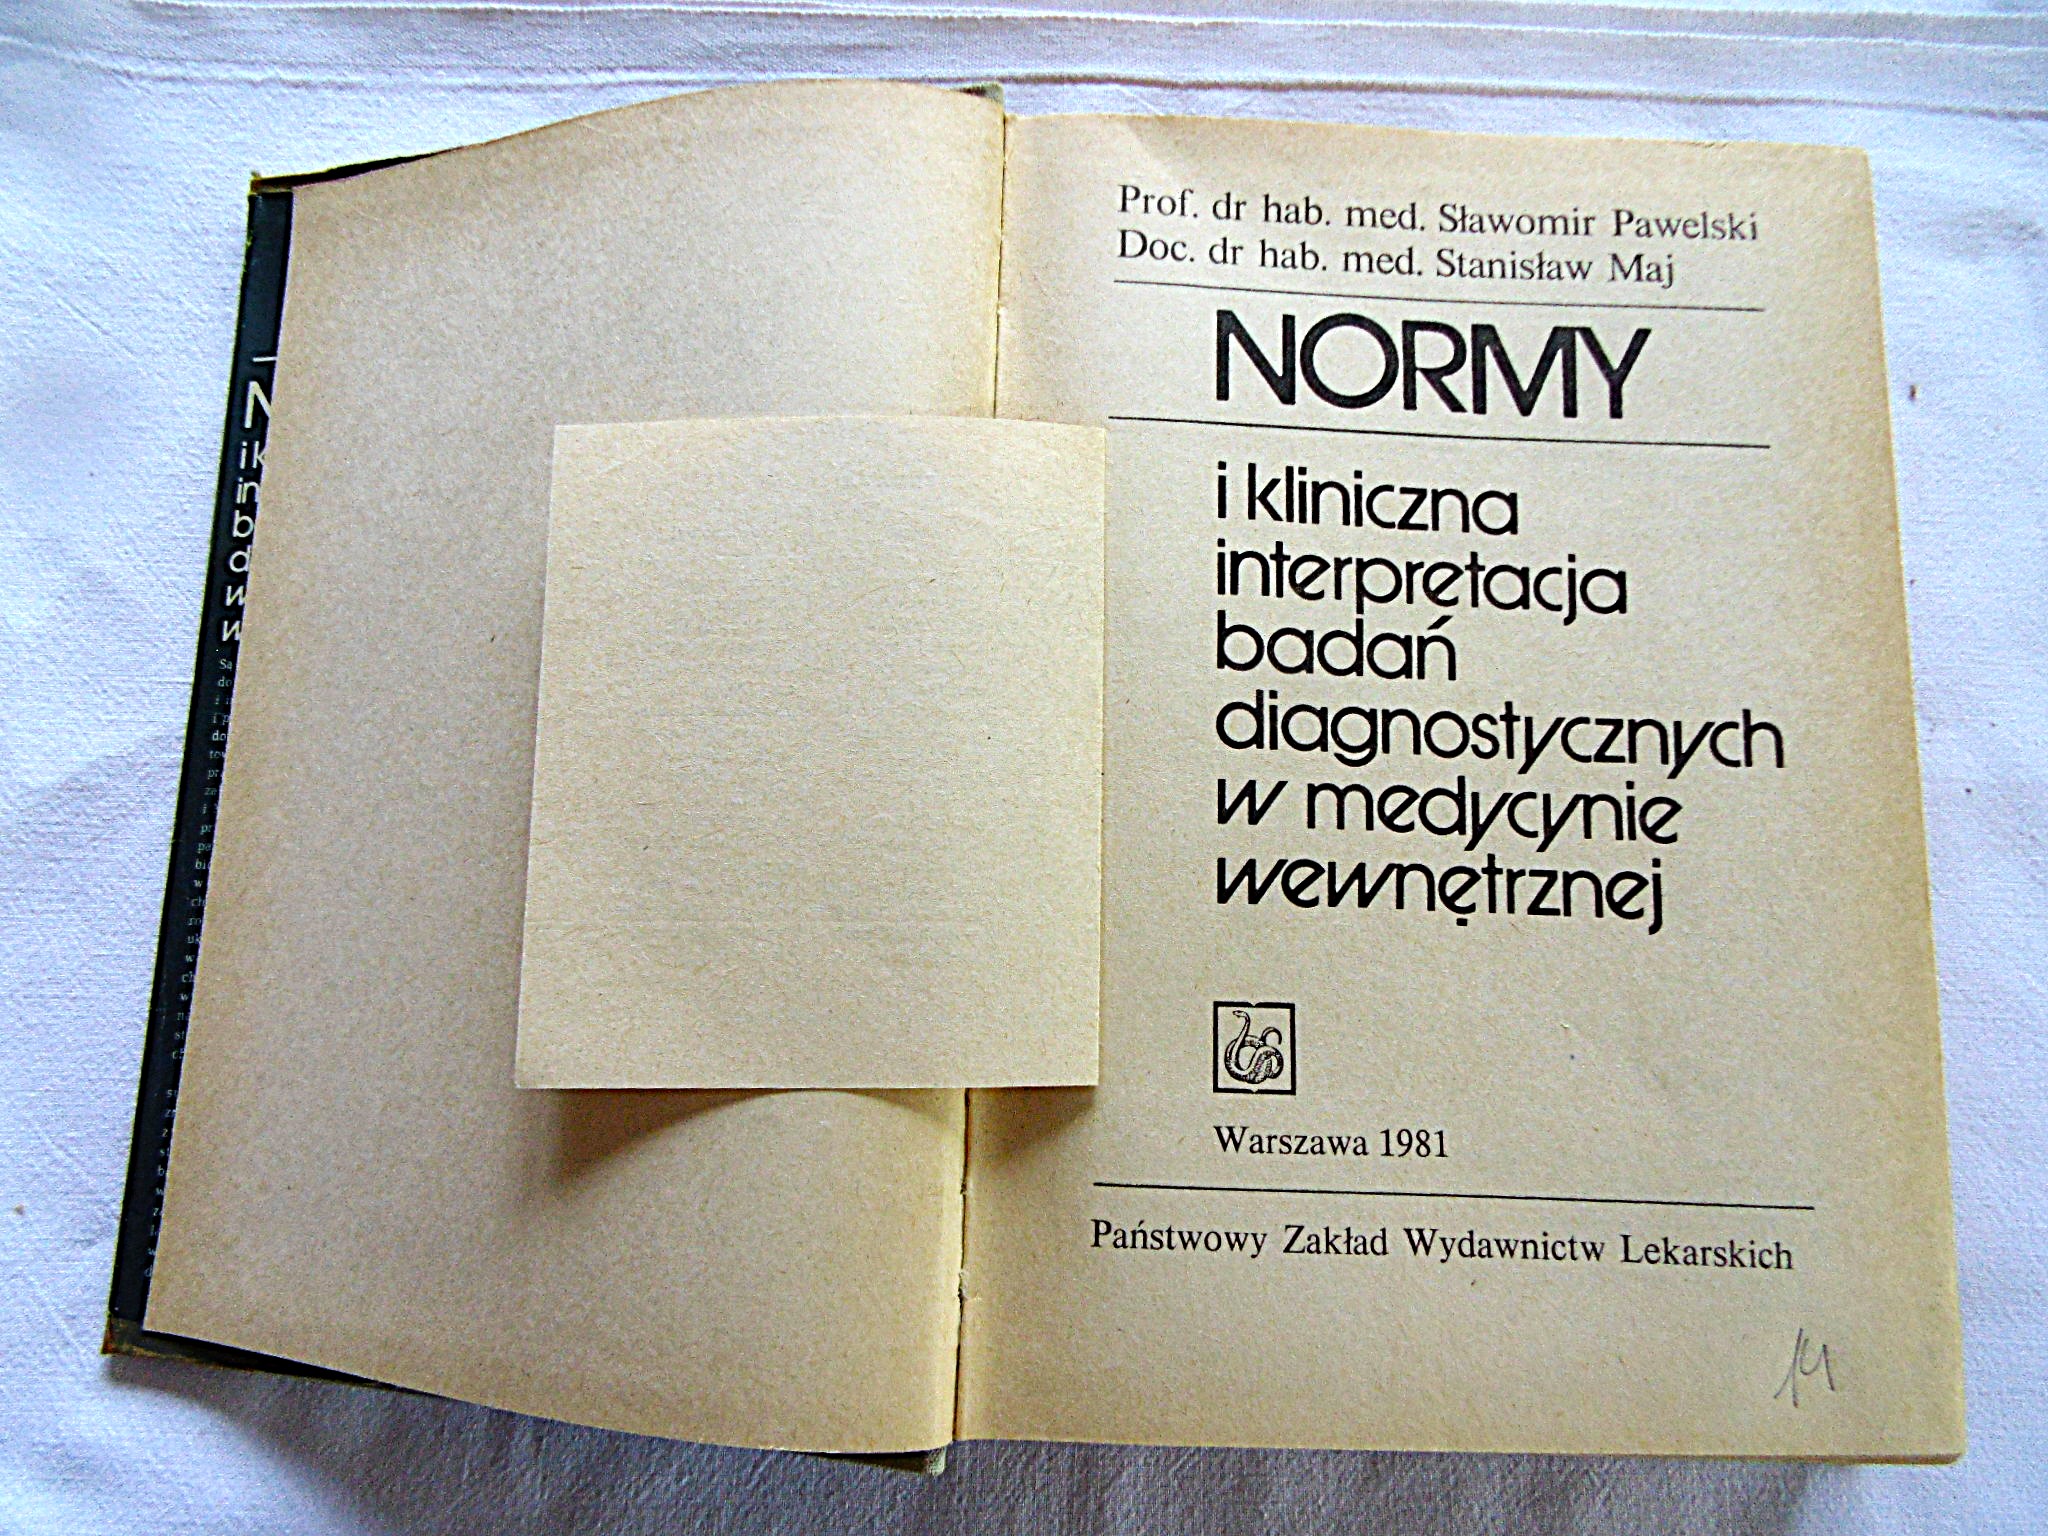 Prof. dr hab. med. Sławomir Pawelski
Doc. dr hab. med. Stanisław Maj
NORMY
i kliniczna
interpretacja
badań
diagnostycznych
w medycynie
wewnętrznej
Warszawa 1981
Państwowy Zakład Wydawnictw Lekarskich
14